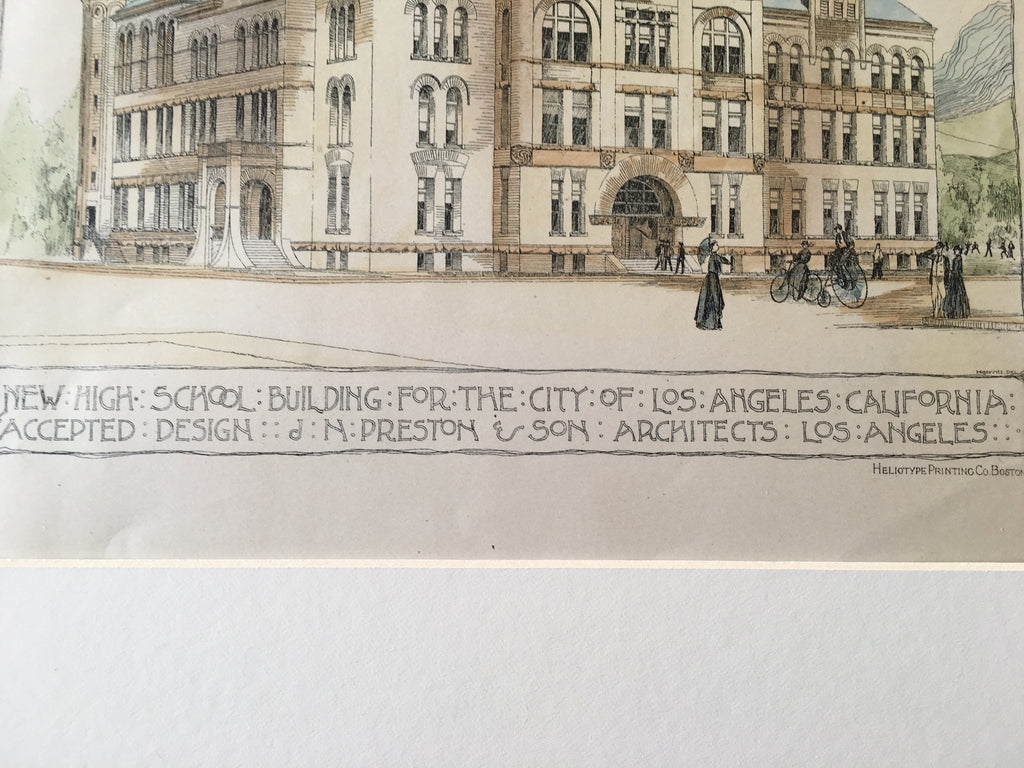 NEW : HIGH : SCHOOL : BUILDING : FOR : THE : CITY : OF : LOS : ANGELES : CALIFORNIA :
ACCEPTED : DESIGN : : J : N : PRESTON & SON : ARCHITECTS : LOS : ANGELES : : ·
HELIOTYPE PRINTING CO. BOSTON